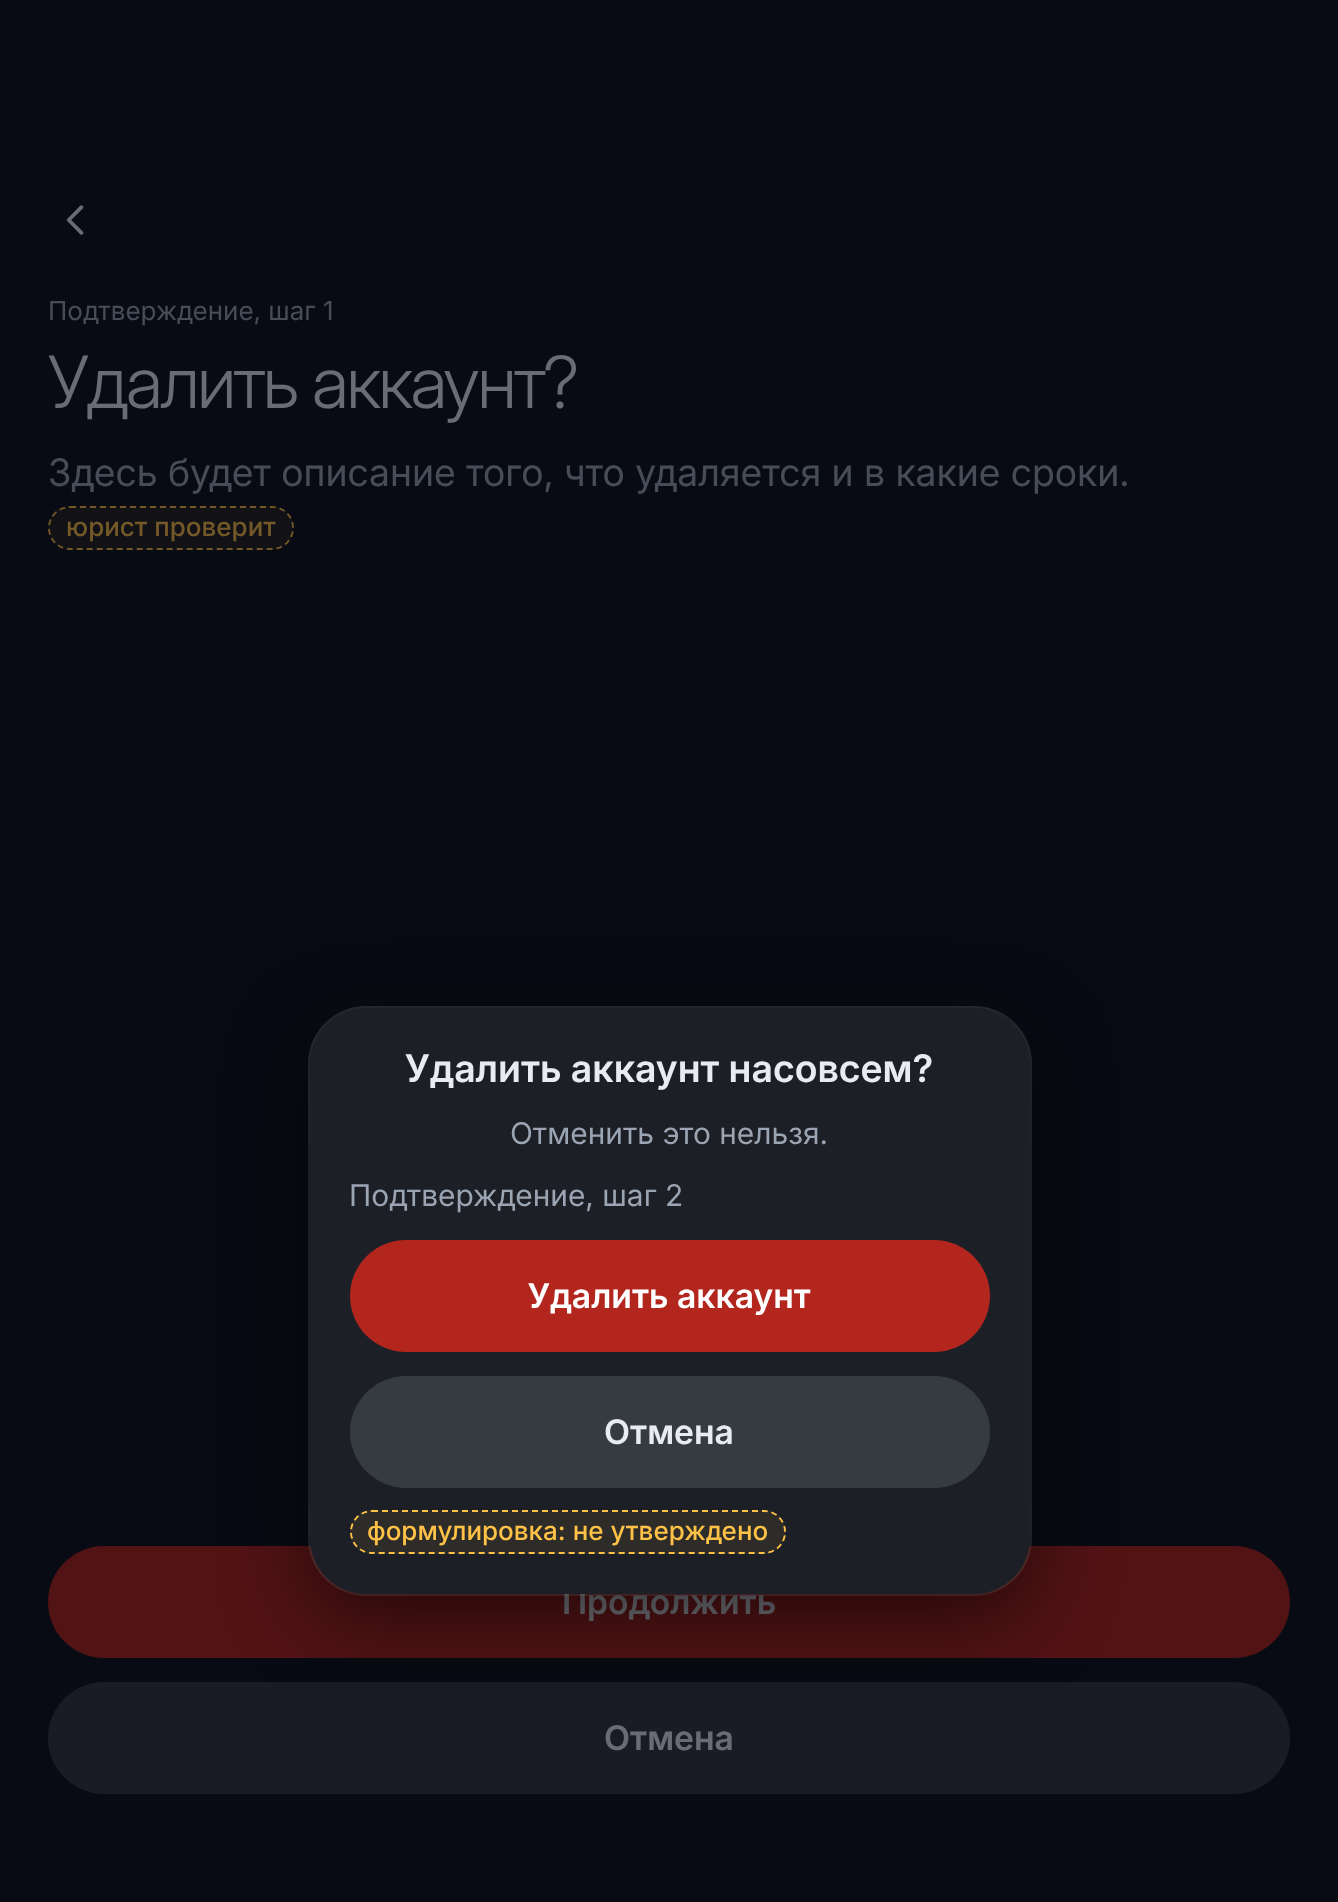 Подтверждение, шаг 1
Удалить аккаунт?
Здесь будет описание того, что удаляется и в какие сроки.
юрист проверит
Удалить аккаунт насовсем?
Отменить это нельзя.
Подтверждение, шаг 2
Удалить аккаунт
Отмена
формулировка: не утверждено
Продолжить
Отмена